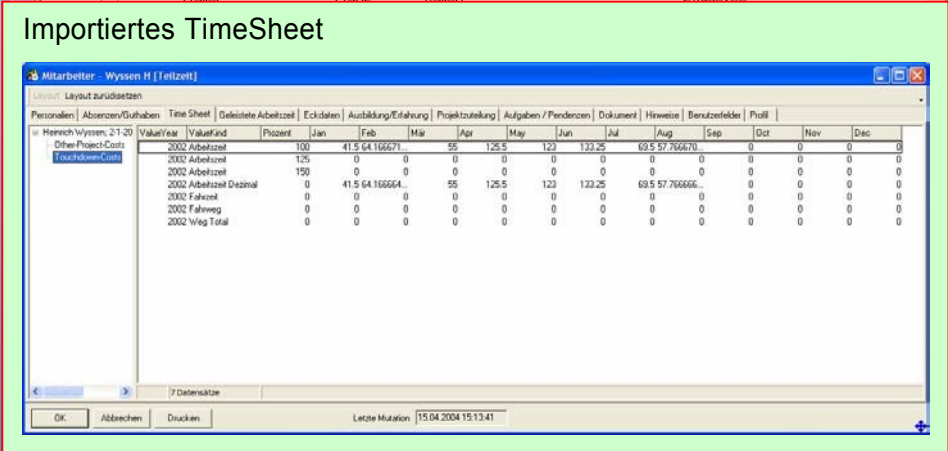 Importiertes TimeSheet
Mitarbeiter - Wyssen H [Teilzeit]
Layout Layout zurücksetzen
Personalien Absenzen/Guthaben Time Sheet Geleistete Arbeitszeit Eckdaten Ausbildung/Erfahrung Projektzuteilung Aufgaben / Pendenzen Dokument Hinweise Benutzerfelder Profil
Heinrich Wyssen; 2-1-20 ValueYear ValueKind Prozent Jan Feb Mär Apr May Jun Jul Aug Sep Oct Nov Dec
Other-Project-Costs 2002 Arbeitszeit 100 41.5 64.166671... 55 125.5 123 133.25 69.5 57.766670... 0 0 0 0
Touchdown-Costs 2002 Arbeitszeit 125 0 0 0 0 0 0 0 0 0 0 0 0
2002 Arbeitszeit 150 0 0 0 0 0 0 0 0 0 0 0 0
2002 Arbeitszeit Dezimal 0 41.5 64.166664... 55 125.5 123 133.25 69.5 57.766666... 0 0 0 0
2002 Fahrzeit 0 0 0 0 0 0 0 0 0 0 0 0 0
2002 Fahrweg 0 0 0 0 0 0 0 0 0 0 0 0 0
2002 Weg Total 0 0 0 0 0 0 0 0 0 0 0 0 0
7 Datensätze
OK Abbrechen Drucken Letzte Mutation 15.04.2004 15:13:41